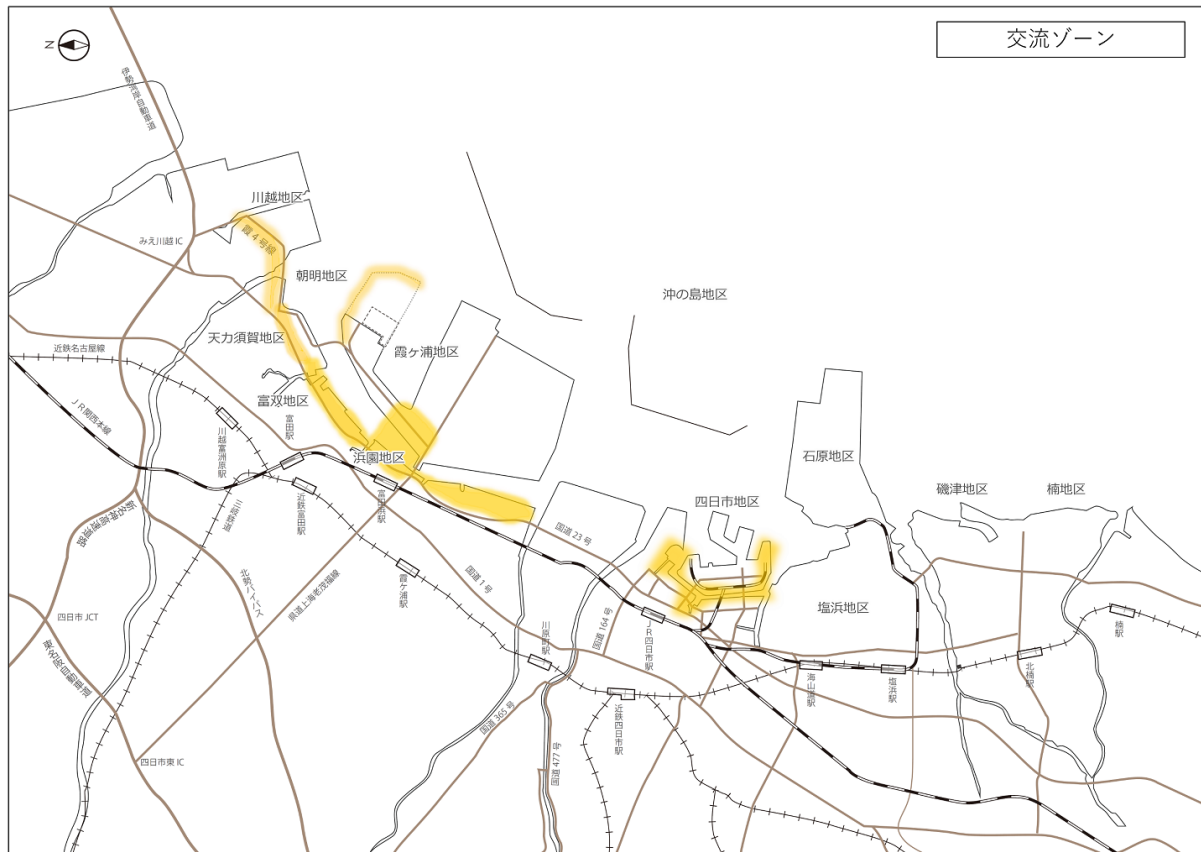 交流ゾーン
N
伊勢湾岸自動車道
川越地区
みえ川越 IC
霞4号線
朝明地区
沖の島地区
天力須賀地区
近鉄名古屋線
霞ヶ浦地区
JR関西本線
富双地区
富田駅
川越富洲原駅
浜園地区
石原地区
三岐鉄道
近鉄富田駅
富田浜駅
磯津地区
楠地区
四日市地区
新名神高速道路
国道 23 号
北勢バイパス
県道上海老茂福線
霞ヶ浦駅
国道 1 号
四日市 JCT
塩浜地区
楠駅
国道 164 号
川原町駅
JR四日市駅
東名阪自動車道
海山道駅
塩浜駅
北楠駅
国道 365 号
近鉄四日市駅
国道 477 号
四日市東 IC